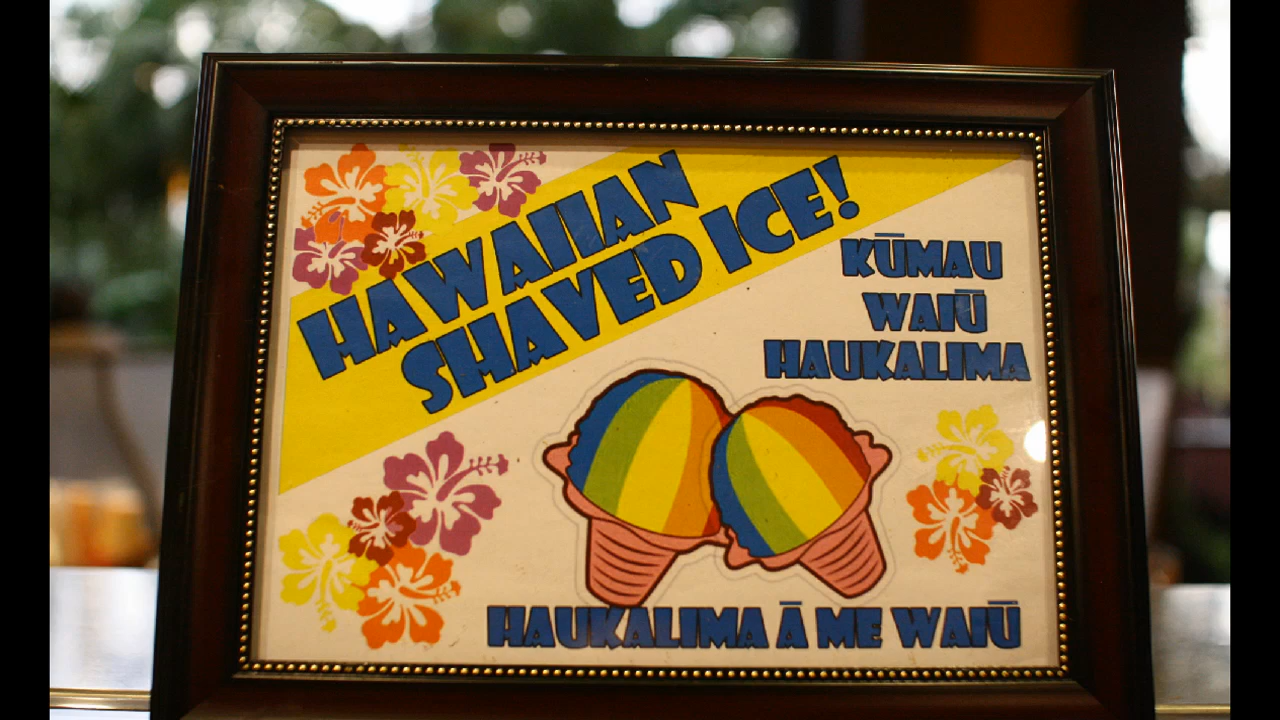 HAWAIIAN
SHAVED ICE!
KŪMAU
WAIŪ
HAUKALIMA
HAUKALIMA Ā ME WAIŪ